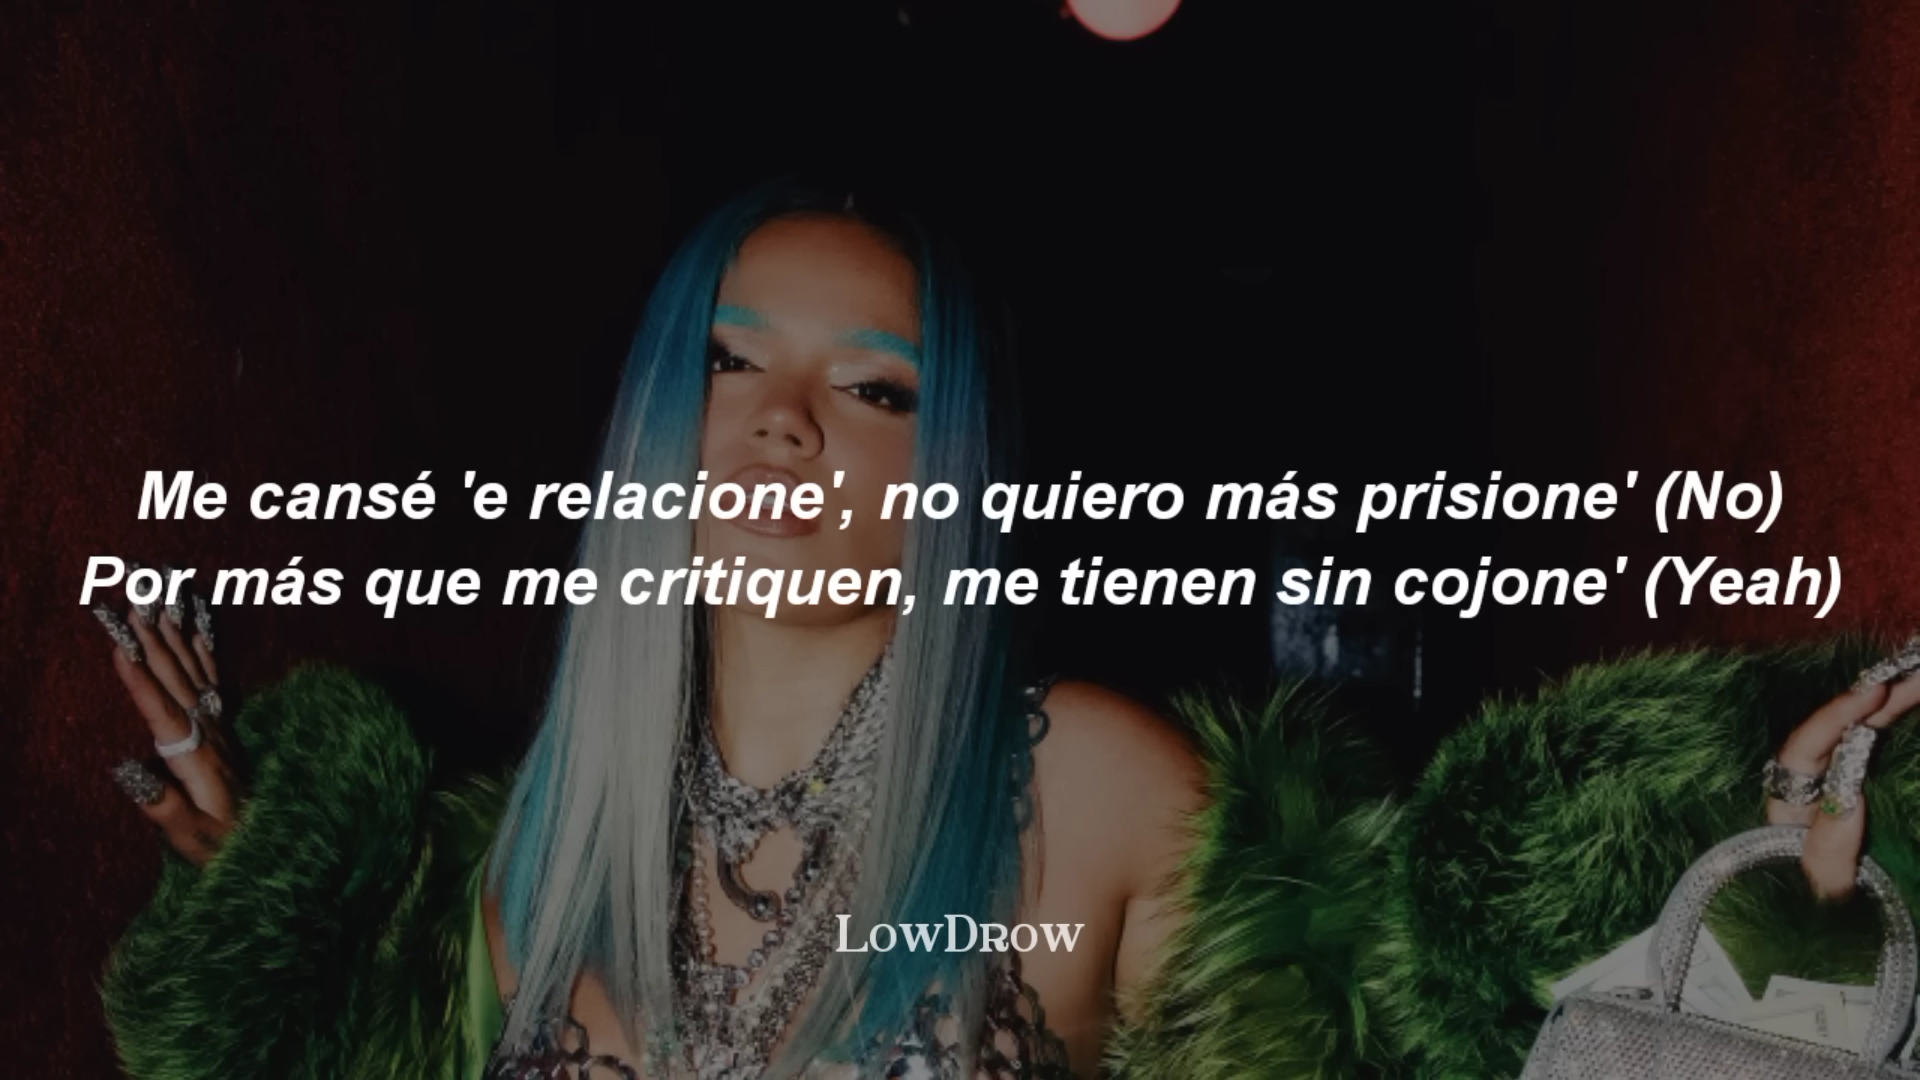 Me cansé 'e relacione', no quiero más prisione' (No)
Por más que me critiquen, me tienen sin cojone' (Yeah)
LowDrow